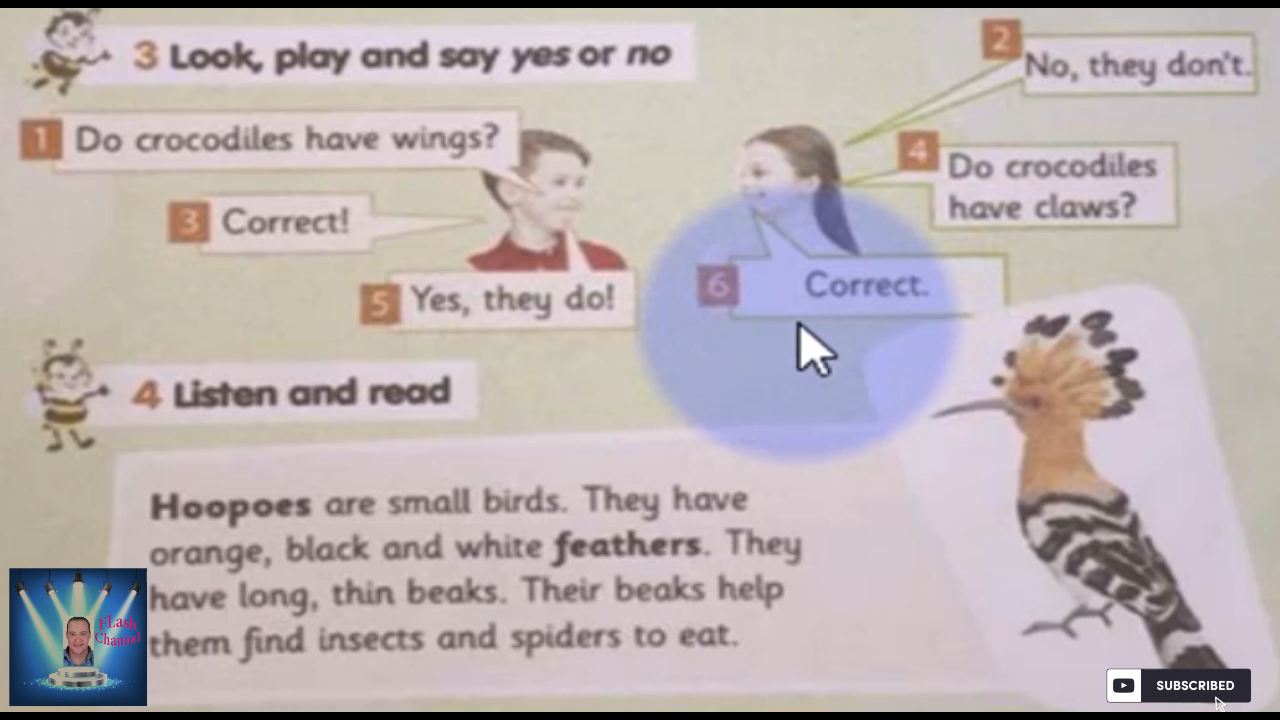 3 Look, play and say yes or no
1 Do crocodiles have wings?
2 No, they don't.
3 Correct!
4 Do crocodiles
have claws?
5 Yes, they do!
6 Correct.
4 Listen and read
Hoopoes are small birds. They have
orange, black and white feathers. They
have long, thin beaks. Their beaks help
them find insects and spiders to eat.
FLash
Channel
SUBSCRIBED